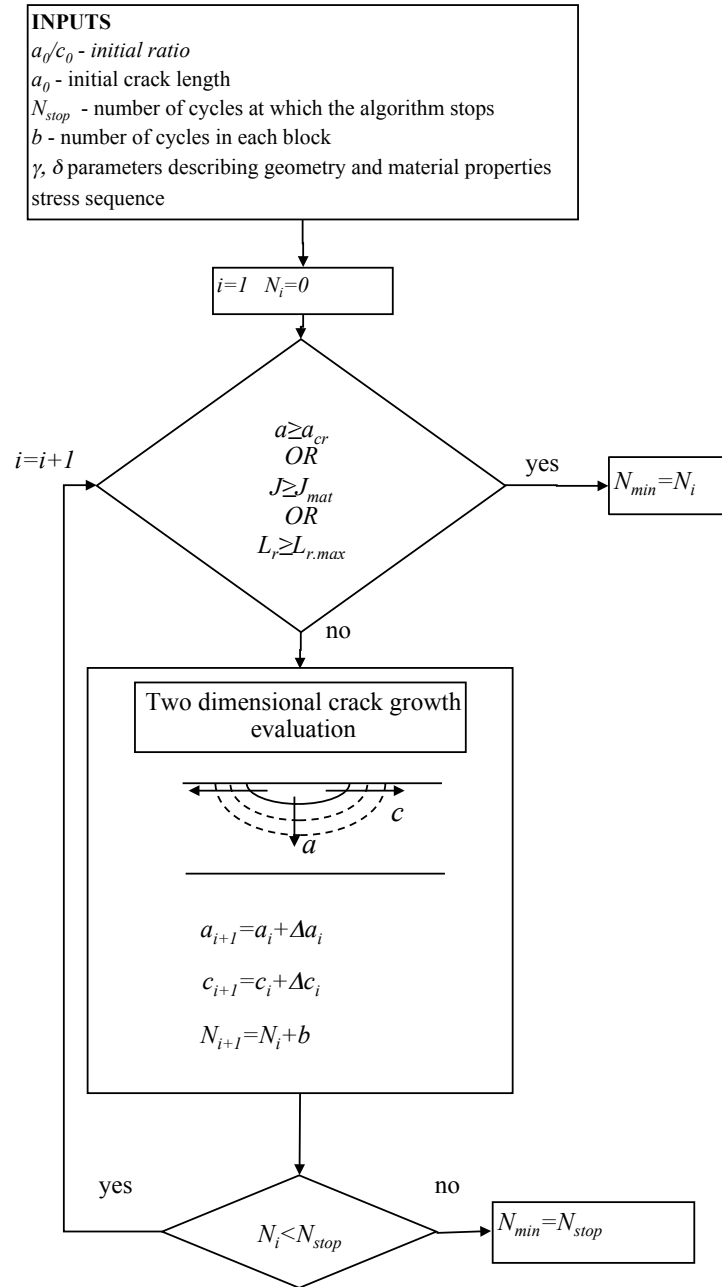 INPUTS
a0/c0 - initial ratio
a0 - initial crack length
Nstop - number of cycles at which the algorithm stops
b - number of cycles in each block
γ, δ parameters describing geometry and material properties
stress sequence
i=1 Ni=0
a≥acr
OR
J≥Jmat
OR
Lr≥Lr.max
i=i+1
yes
Nmin=Ni
no
Two dimensional crack growth
evaluation
c
a
ai+1=ai+Δai
ci+1=ci+Δci
Ni+1=Ni+b
yes
no
Ni<Nstop
Nmin=Nstop